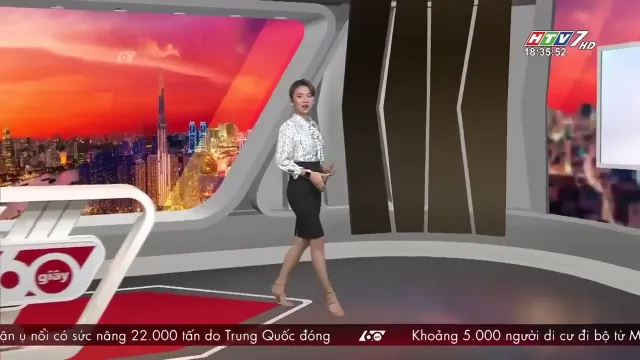 HTV7 HD
18:35:52
60
giây
ận ụ nổi có sức nâng 22.000 tấn do Trung Quốc đóng 60 Khoảng 5.000 người di cư đi bộ từ M